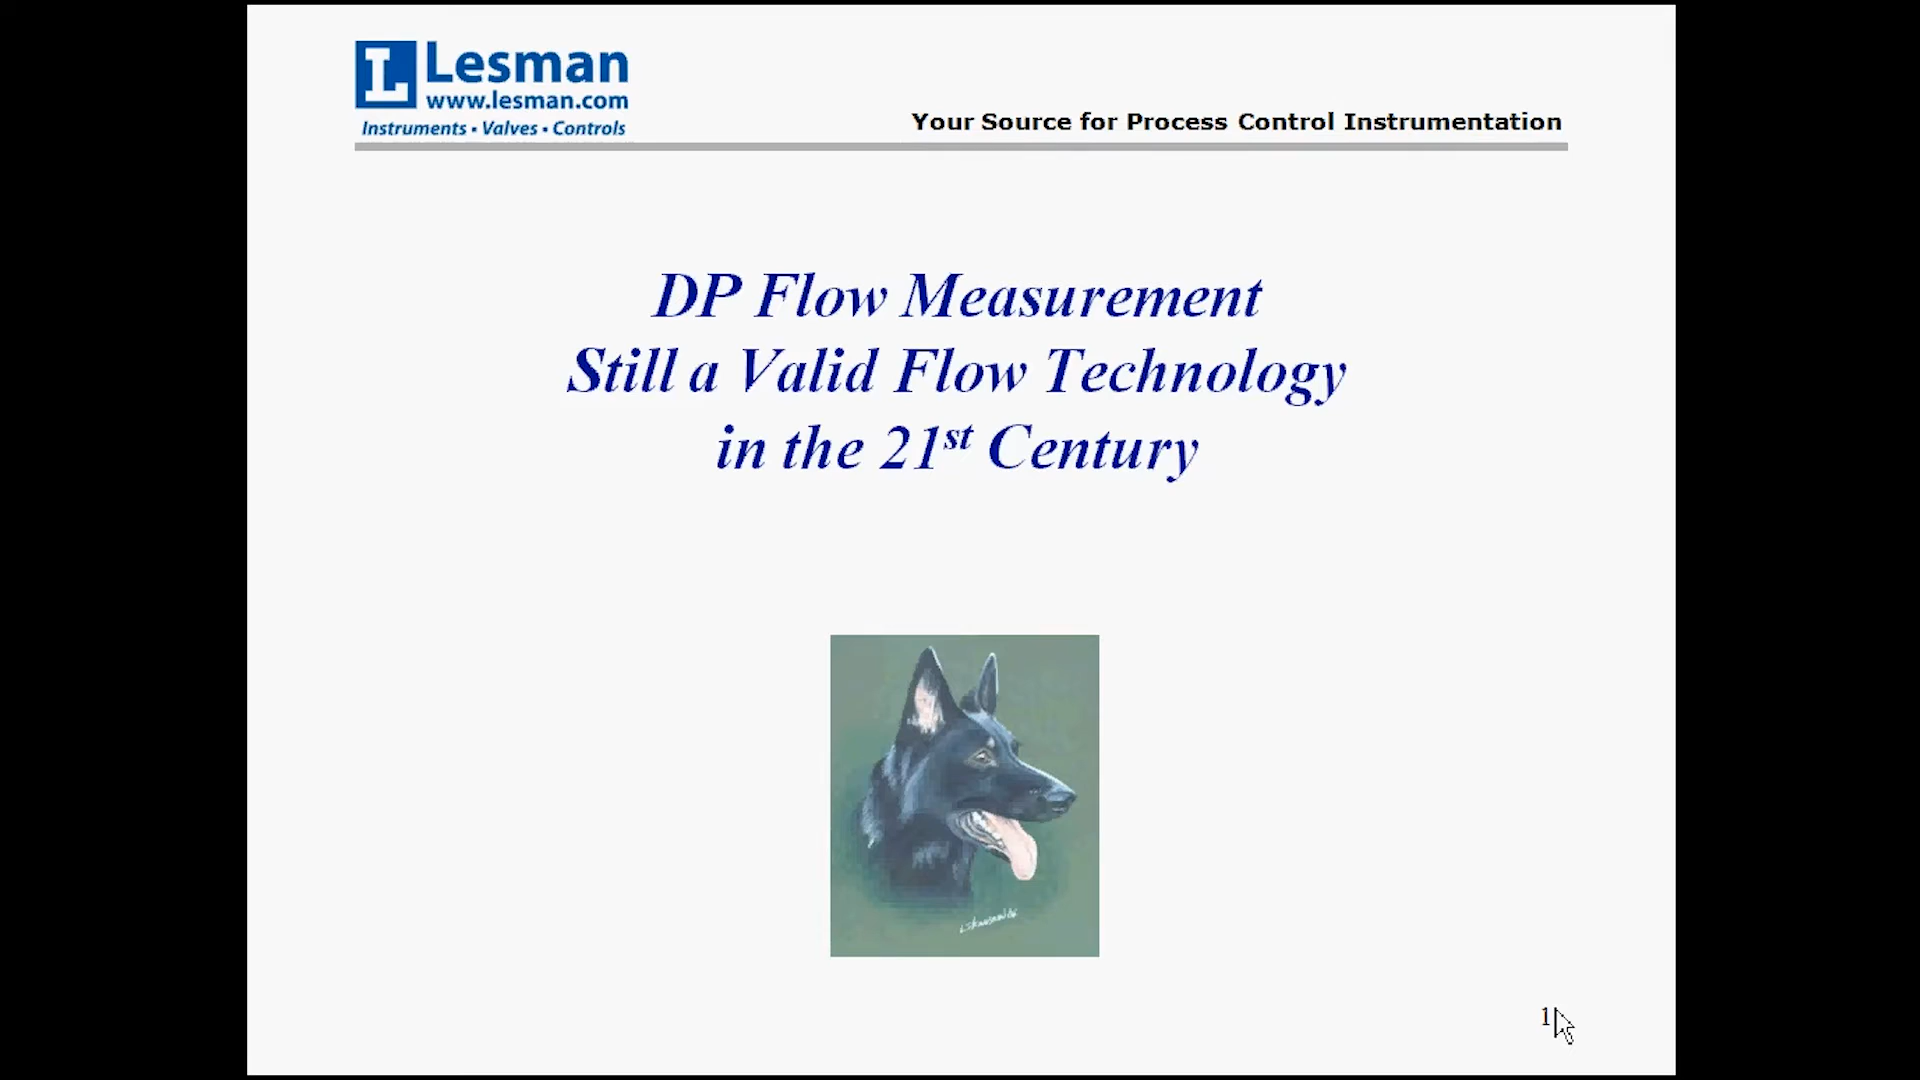 L Lesman
www.lesman.com
Instruments • Valves • Controls
Your Source for Process Control Instrumentation
DP Flow Measurement
Still a Valid Flow Technology
in the 21st Century
1